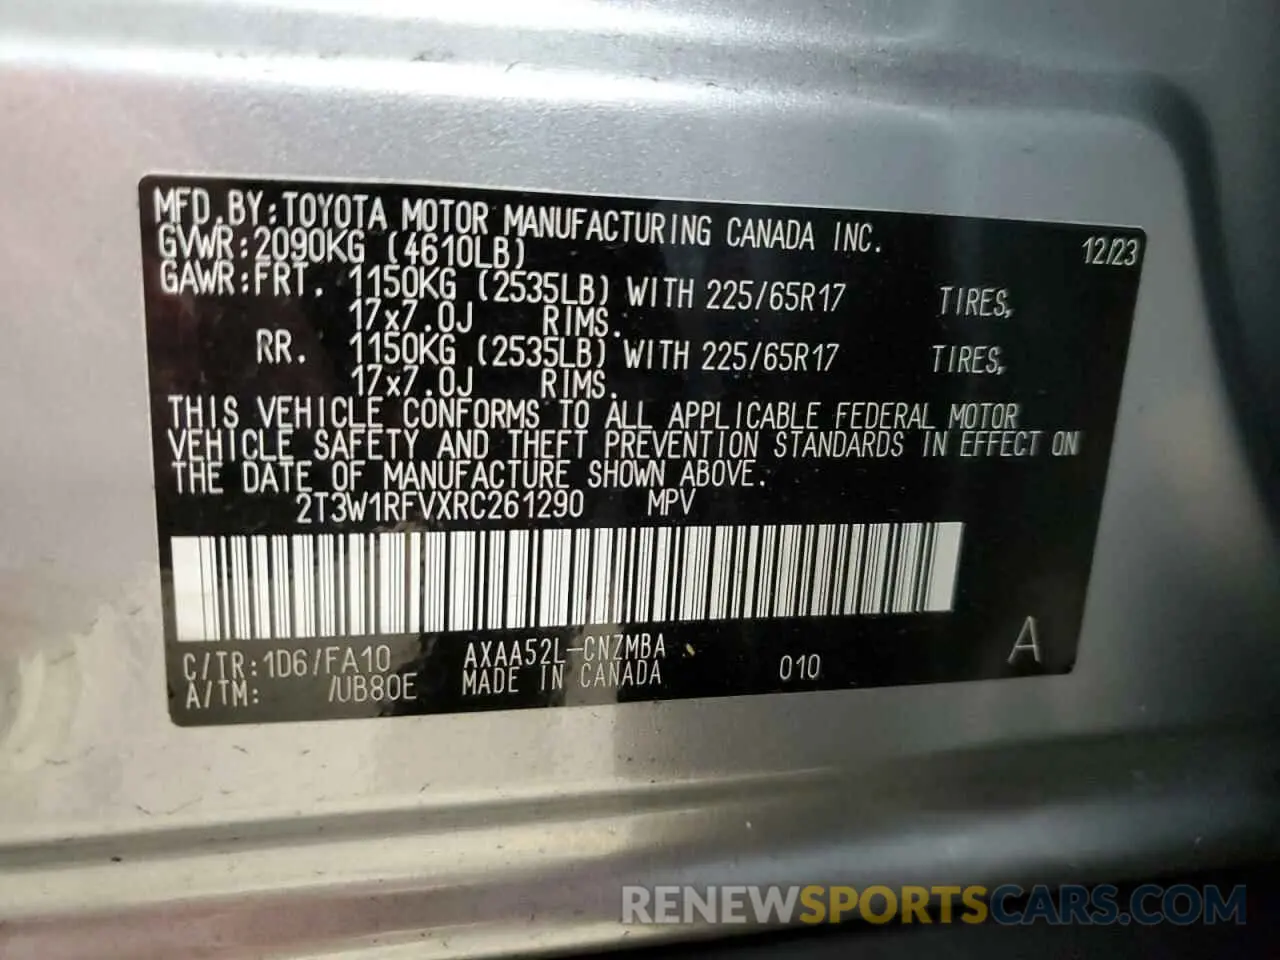 MFD.BY:TOYOTA MOTOR MANUFACTURING CANADA INC.
GVWR:2090KG (4610LB) 12/23
GAWR:FRT. 1150KG (2535LB) WITH 225/65R17 TIRES,
17x7.0J RIMS.
RR. 1150KG (2535LB) WITH 225/65R17 TIRES,
17x7.0J RIMS.
THIS VEHICLE CONFORMS TO ALL APPLICABLE FEDERAL MOTOR
VEHICLE SAFETY AND THEFT PREVENTION STANDARDS IN EFFECT ON
THE DATE OF MANUFACTURE SHOWN ABOVE.
2T3W1RFVXRC261290 MPV
C/TR:1D6/FA10 AXAA52L-CNZMBA
A/TM: /UB80E MADE IN CANADA 010 A
RENEWSPORTSCARS.COM